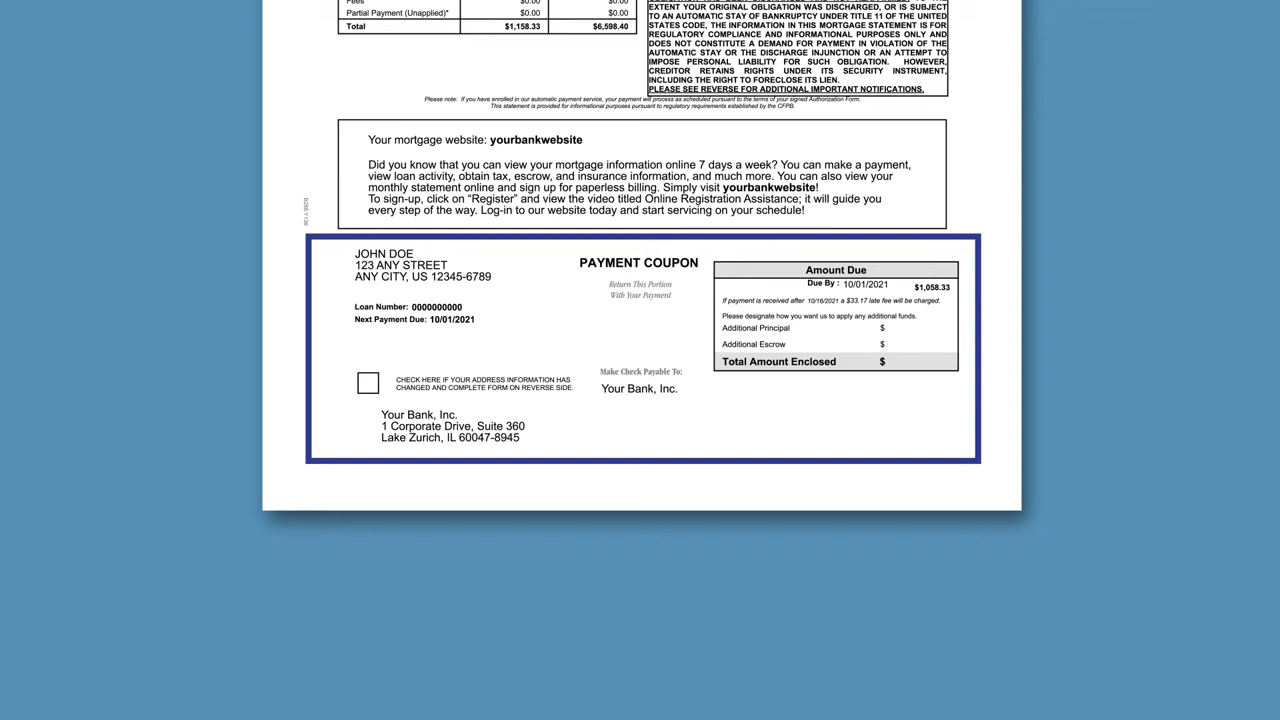 Fees $0.00 $0.00
Partial Payment (Unapplied)* $0.00 $0.00
Total $1,158.33 $6,598.40
EXTENT YOUR ORIGINAL OBLIGATION WAS DISCHARGED, OR IS SUBJECT
TO AN AUTOMATIC STAY OF BANKRUPTCY UNDER TITLE 11 OF THE UNITED
STATES CODE, THE INFORMATION IN THIS MORTGAGE STATEMENT IS FOR
REGULATORY COMPLIANCE AND INFORMATIONAL PURPOSES ONLY AND
DOES NOT CONSTITUTE A DEMAND FOR PAYMENT IN VIOLATION OF THE
AUTOMATIC STAY OR THE DISCHARGE INJUNCTION OR AN ATTEMPT TO
IMPOSE PERSONAL LIABILITY FOR SUCH OBLIGATION. HOWEVER,
CREDITOR RETAINS RIGHTS UNDER ITS SECURITY INSTRUMENT,
INCLUDING THE RIGHT TO FORECLOSE ITS LIEN.
PLEASE SEE REVERSE FOR ADDITIONAL IMPORTANT NOTIFICATIONS.
Please note: If you have enrolled in our automatic payment service, your payment will process as scheduled pursuant to the terms of your signed Authorization Form.
This statement is provided for informational purposes pursuant to regulatory requirements established by the CFPB.
Your mortgage website: yourbankwebsite
Did you know that you can view your mortgage information online 7 days a week? You can make a payment,
view loan activity, obtain tax, escrow, and insurance information, and much more. You can also view your
monthly statement online and sign up for paperless billing. Simply visit yourbankwebsite!
To sign-up, click on “Register” and view the video titled Online Registration Assistance; it will guide you
every step of the way. Log-in to our website today and start servicing on your schedule!
JOHN DOE
123 ANY STREET
ANY CITY, US 12345-6789
Loan Number: 0000000000
Next Payment Due: 10/01/2021
PAYMENT COUPON
Return This Portion
With Your Payment
Amount Due
Due By : 10/01/2021 $1,058.33
If payment is received after 10/16/2021 a $33.17 late fee will be charged.
Please designate how you want us to apply any additional funds.
Additional Principal $
Additional Escrow $
Total Amount Enclosed $
CHECK HERE IF YOUR ADDRESS INFORMATION HAS
CHANGED AND COMPLETE FORM ON REVERSE SIDE.
Make Check Payable To:
Your Bank, Inc.
Your Bank, Inc.
1 Corporate Drive, Suite 360
Lake Zurich, IL 60047-8945